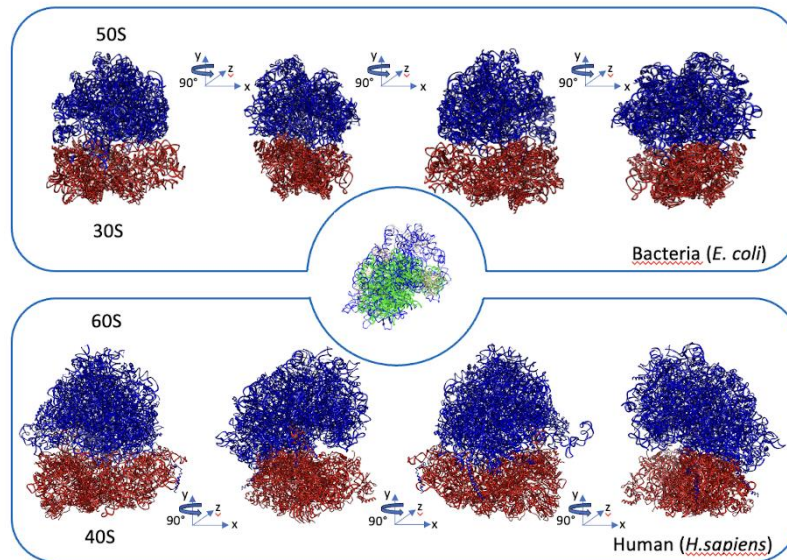 50S
y
z
x
90°
y
z
x
90°
y
z
x
90°
30S
Bacteria (E. coli)
60S
y
z
x
90°
y
z
x
90°
y
z
x
90°
40S
Human (H.sapiens)